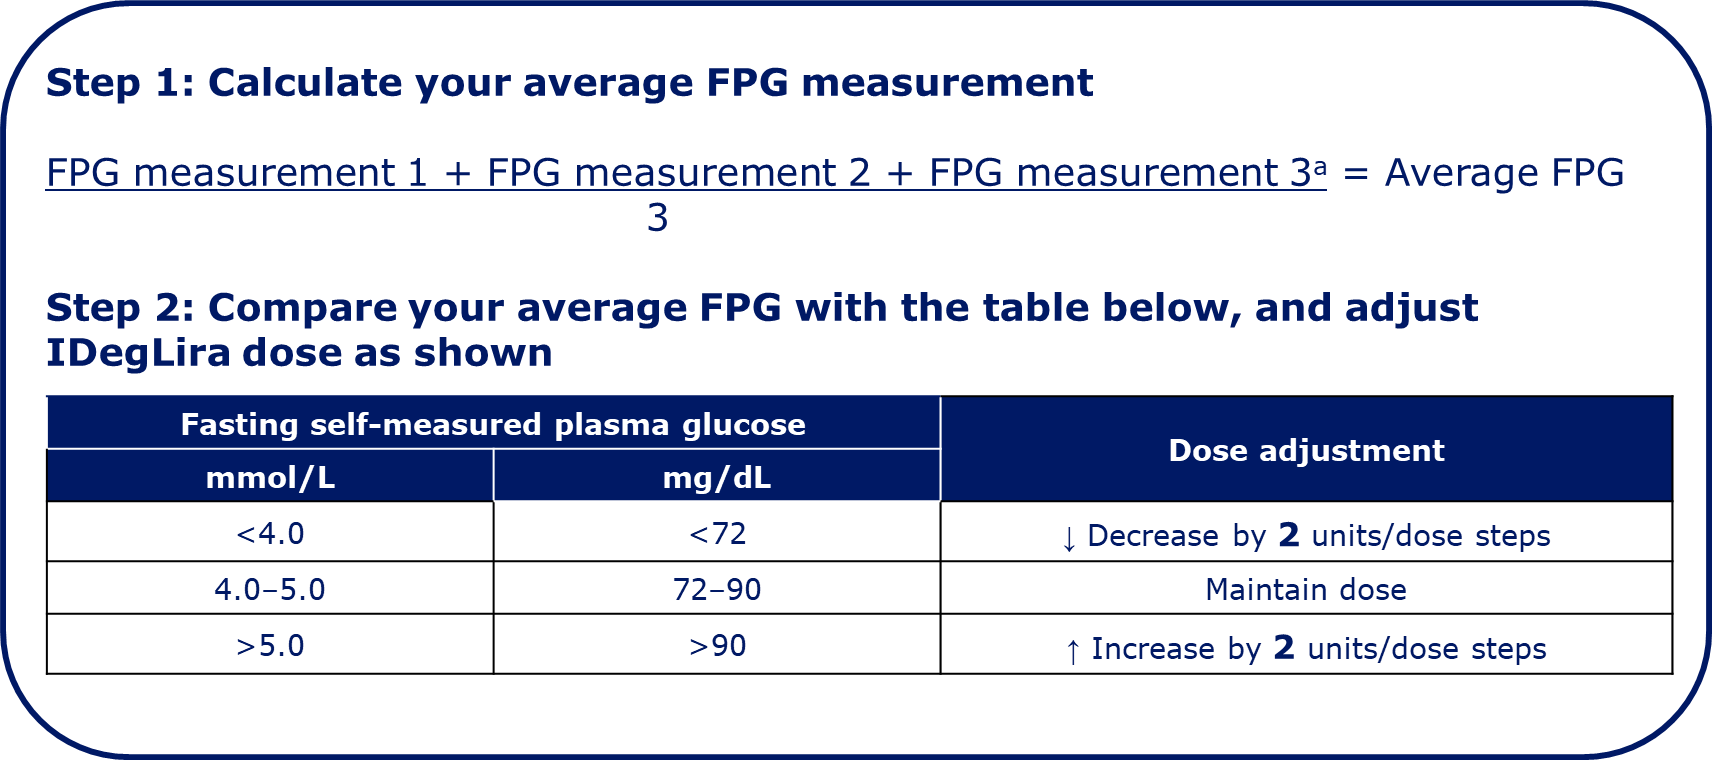 Step 1: Calculate your average FPG measurement
FPG measurement 1 + FPG measurement 2 + FPG measurement 3ᵃ = Average FPG
3
Step 2: Compare your average FPG with the table below, and adjust
IDegLira dose as shown
Fasting self-measured plasma glucose
Dose adjustment
mmol/L mg/dL
<4.0 <72 ↓ Decrease by 2 units/dose steps
4.0–5.0 72–90 Maintain dose
>5.0 >90 ↑ Increase by 2 units/dose steps